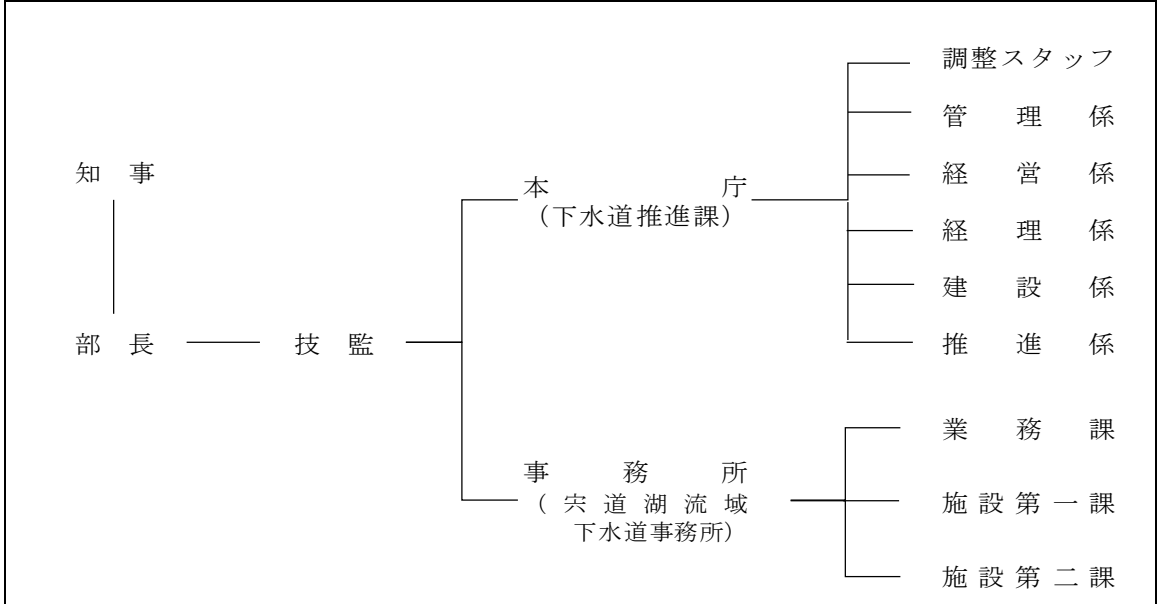 知事
部長
技監
本庁
（下水道推進課）
調整スタッフ
管理係
経営係
経理係
建設係
推進係
事務所
（宍道湖流域
下水道事務所）
業務課
施設第一課
施設第二課